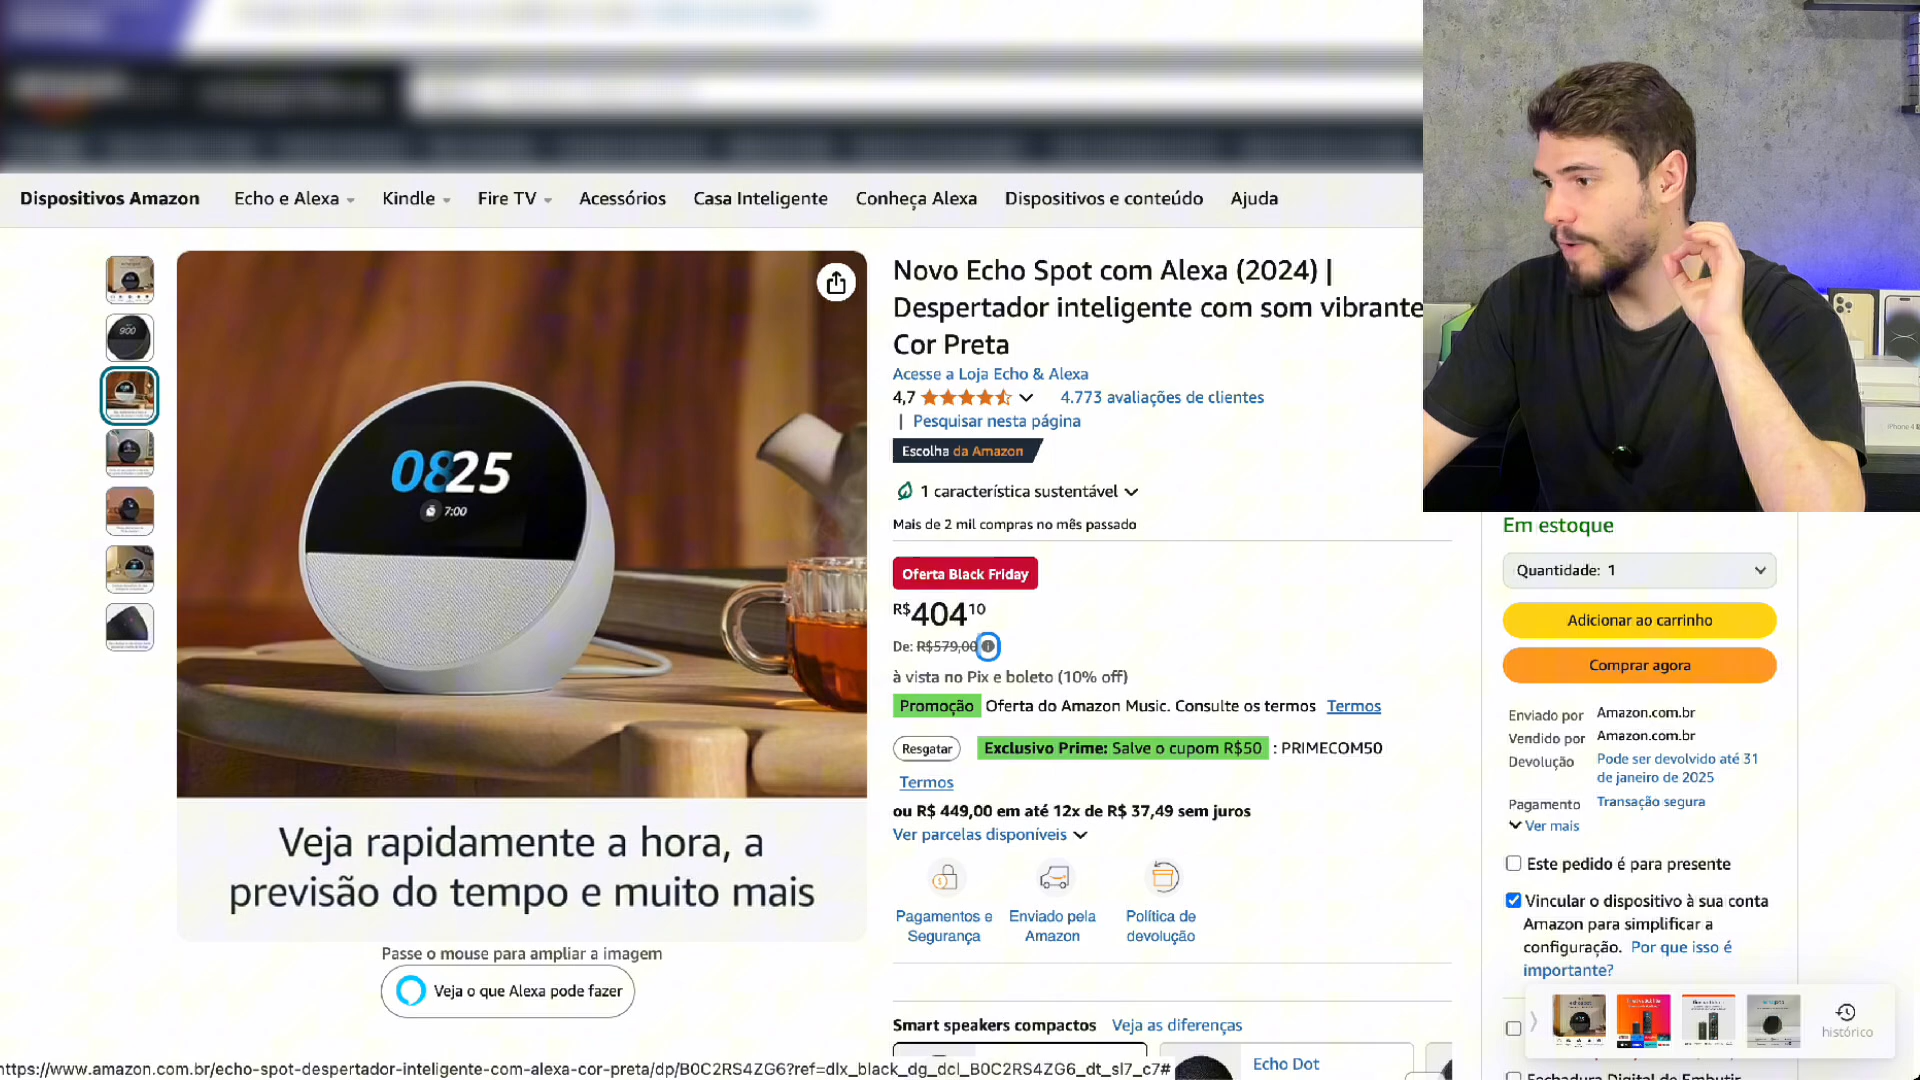 Dispositivos Amazon
Echo e Alexa
Kindle
Fire TV
Acessórios
Casa Inteligente
Conheça Alexa
Dispositivos e conteúdo
Ajuda
0825
7:00
Veja rapidamente a hora, a
previsão do tempo e muito mais
Passe o mouse para ampliar a imagem
Veja o que Alexa pode fazer
Novo Echo Spot com Alexa (2024) |
Despertador inteligente com som vibrante
Cor Preta
Acesse a Loja Echo & Alexa
4,7
4.773 avaliações de clientes
| Pesquisar nesta página
Escolha da Amazon
1 característica sustentável
Mais de 2 mil compras no mês passado
Oferta Black Friday
R$40410
De: R$579,00
à vista no Pix e boleto (10% off)
Promoção Oferta do Amazon Music. Consulte os termos Termos
Resgatar Exclusivo Prime: Salve o cupom R$50 : PRIMECOM50
Termos
ou R$ 449,00 em até 12x de R$ 37,49 sem juros
Ver parcelas disponíveis
Pagamentos e
Segurança
Enviado pela
Amazon
Política de
devolução
Smart speakers compactos Veja as diferenças
Echo Dot
Em estoque
Quantidade: 1
Adicionar ao carrinho
Comprar agora
Enviado por Amazon.com.br
Vendido por Amazon.com.br
Devolução Pode ser devolvido até 31
de janeiro de 2025
Pagamento Transação segura
Ver mais
Este pedido é para presente
Vincular o dispositivo à sua conta
Amazon para simplificar a
configuração. Por que isso é
importante?
histórico
Fechadura Digital de Embutir
https://www.amazon.com.br/echo-spot-despertador-inteligente-com-alexa-cor-preta/dp/B0C2RS4ZG6?ref=dlx_black_dg_dcl_B0C2RS4ZG6_dt_sl7_c7#